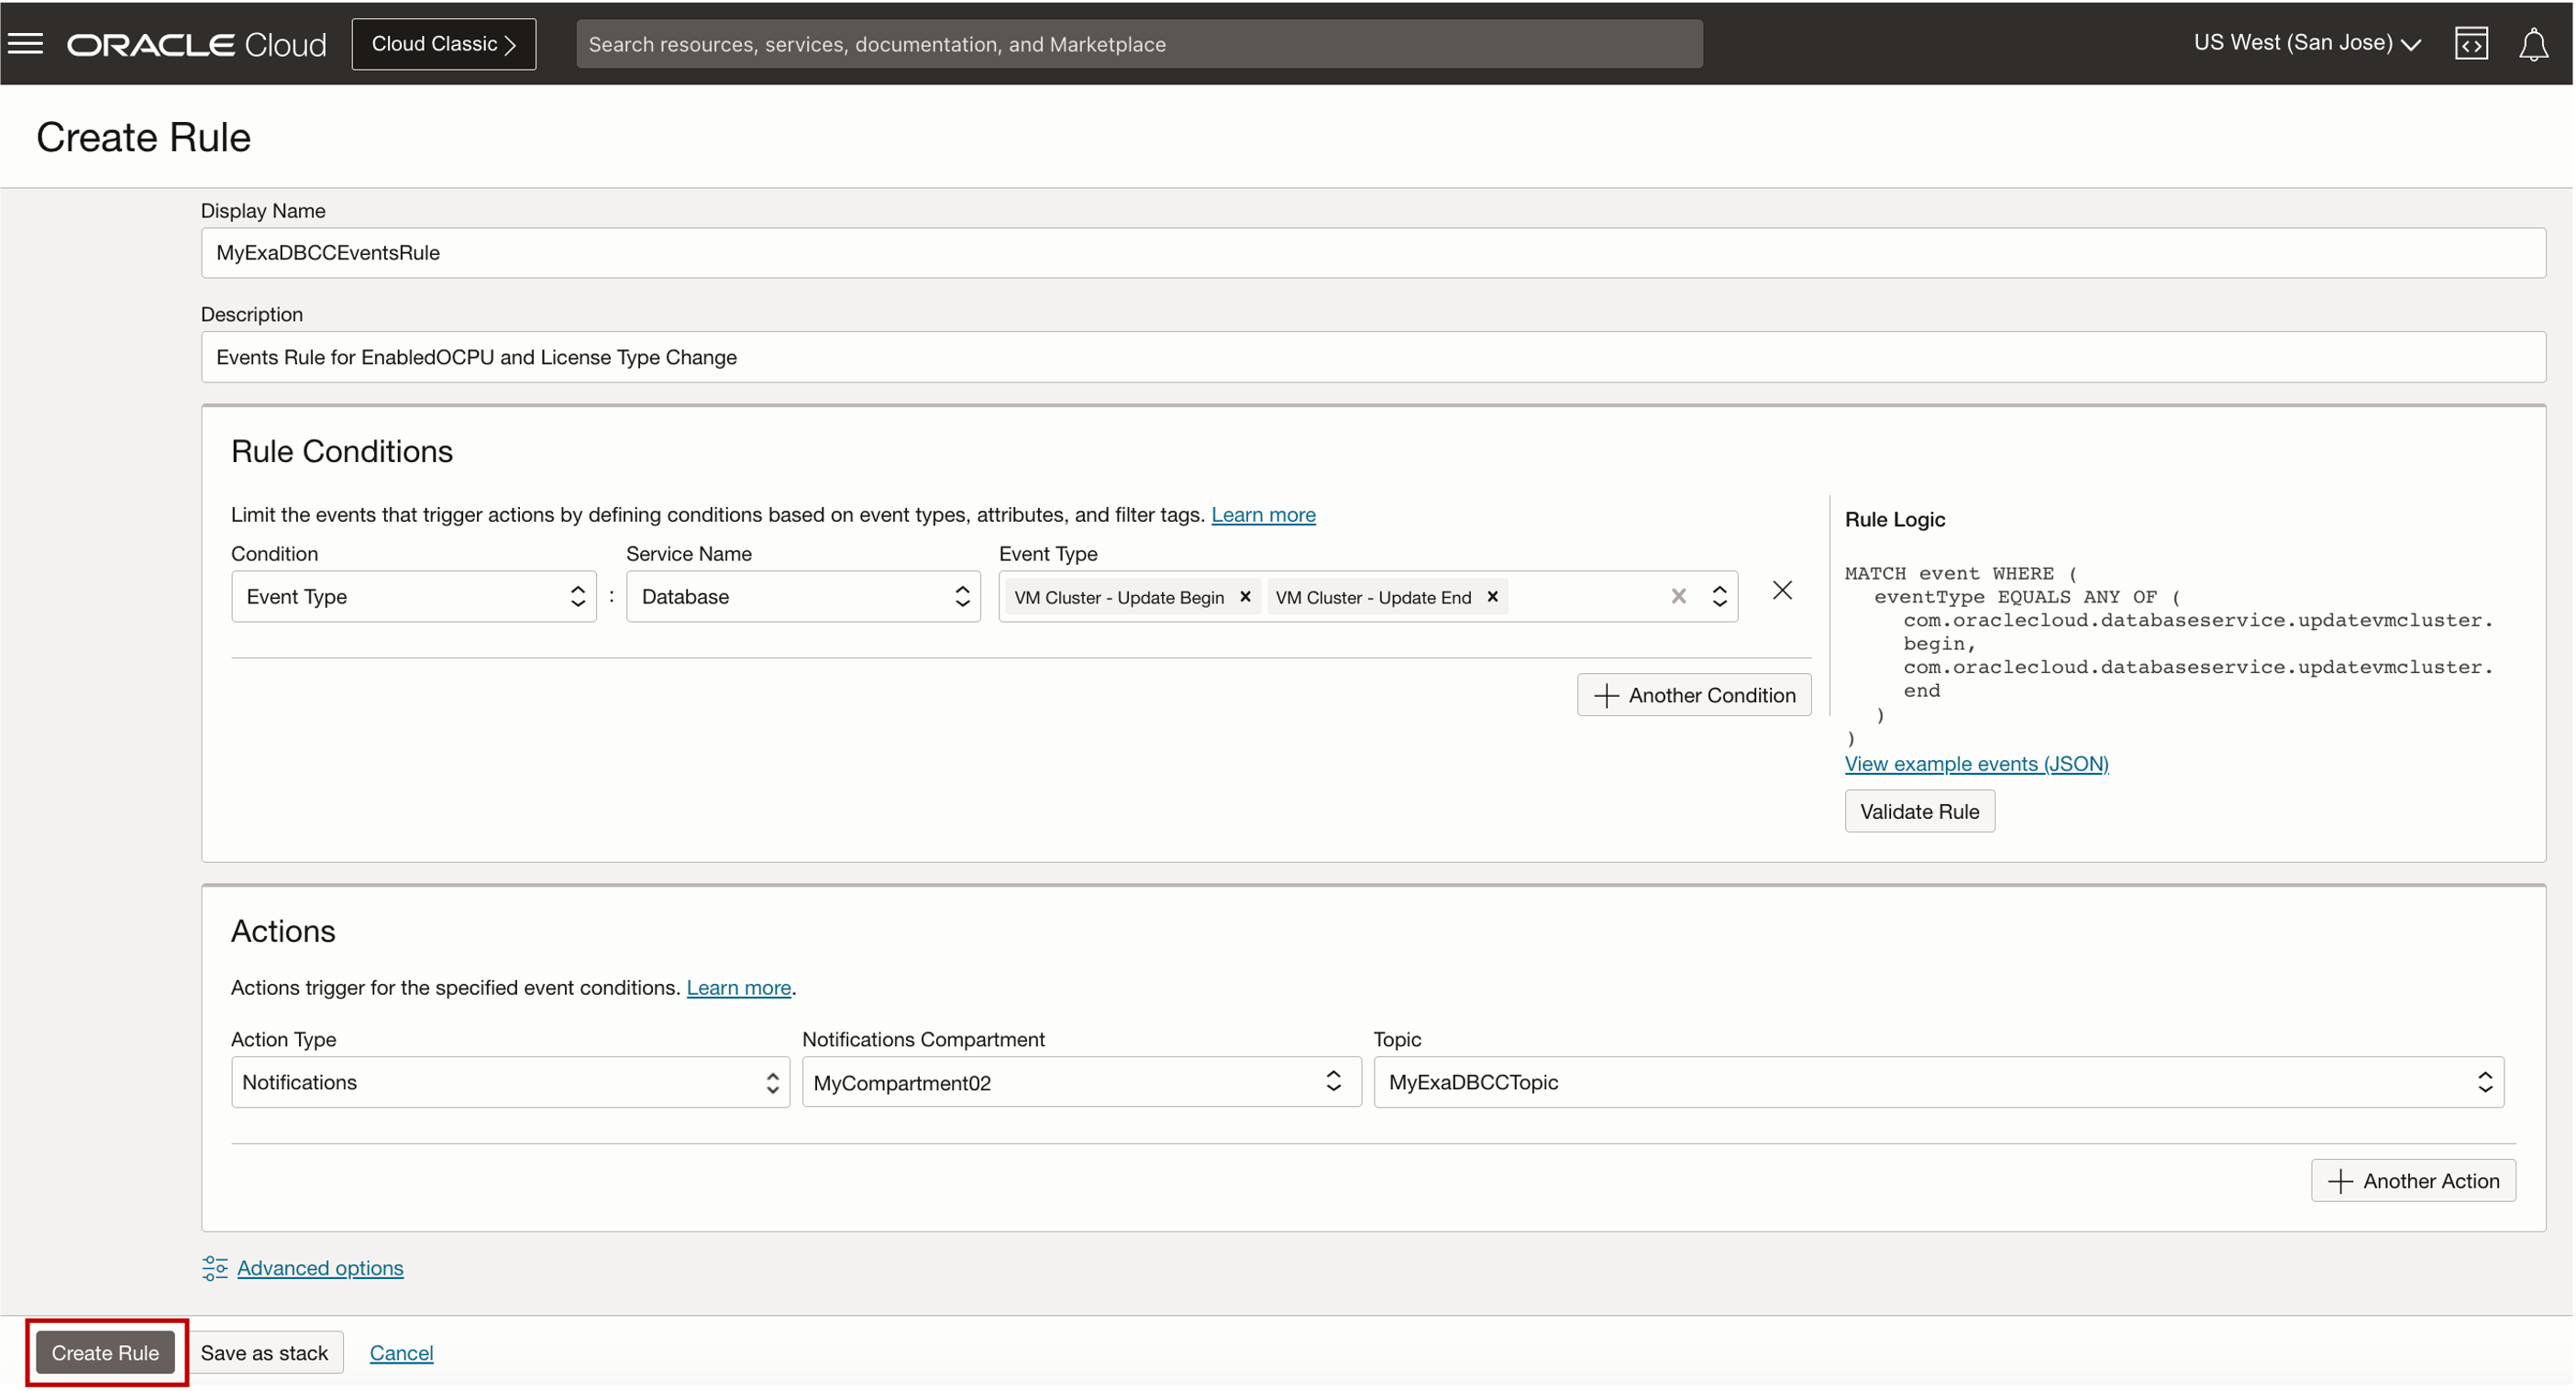 ORACLE Cloud
Cloud Classic
Search resources, services, documentation, and Marketplace
US West (San Jose)
Create Rule
Display Name
MyExaDBCCEventsRule
Description
Events Rule for EnabledOCPU and License Type Change
Rule Conditions
Limit the events that trigger actions by defining conditions based on event types, attributes, and filter tags. Learn more
Condition
Service Name
Event Type
Event Type
:
Database
VM Cluster - Update Begin
VM Cluster - Update End
Another Condition
Rule Logic
MATCH event WHERE (
eventType EQUALS ANY OF (
com.oraclecloud.databaseservice.updatevmcluster.
begin,
com.oraclecloud.databaseservice.updatevmcluster.
end
)
)
View example events (JSON)
Validate Rule
Actions
Actions trigger for the specified event conditions. Learn more.
Action Type
Notifications Compartment
Topic
Notifications
MyCompartment02
MyExaDBCCTopic
Another Action
Advanced options
Create Rule
Save as stack
Cancel